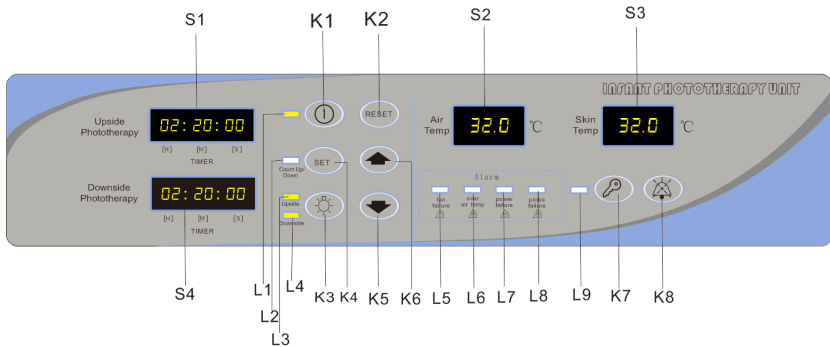 S1
K1
K2
S2
S3
INFANT PHOTOTHERAPY UNIT
Upside
Phototherapy
02:20:00
[H] [M] [S]
TIMER
RESET
Air
Temp
32.0 ℃
Skin
Temp
32.0 ℃
SET
Count Up/
Down
Downside
Phototherapy
02:20:00
[H] [M] [S]
TIMER
Upside
Downside
Alarm
fan
failure
over
air temp
power
failure
probe
failure
S4
L1
L2
L3
L4
K3
K4
K5
K6
L5
L6
L7
L8
L9
K7
K8